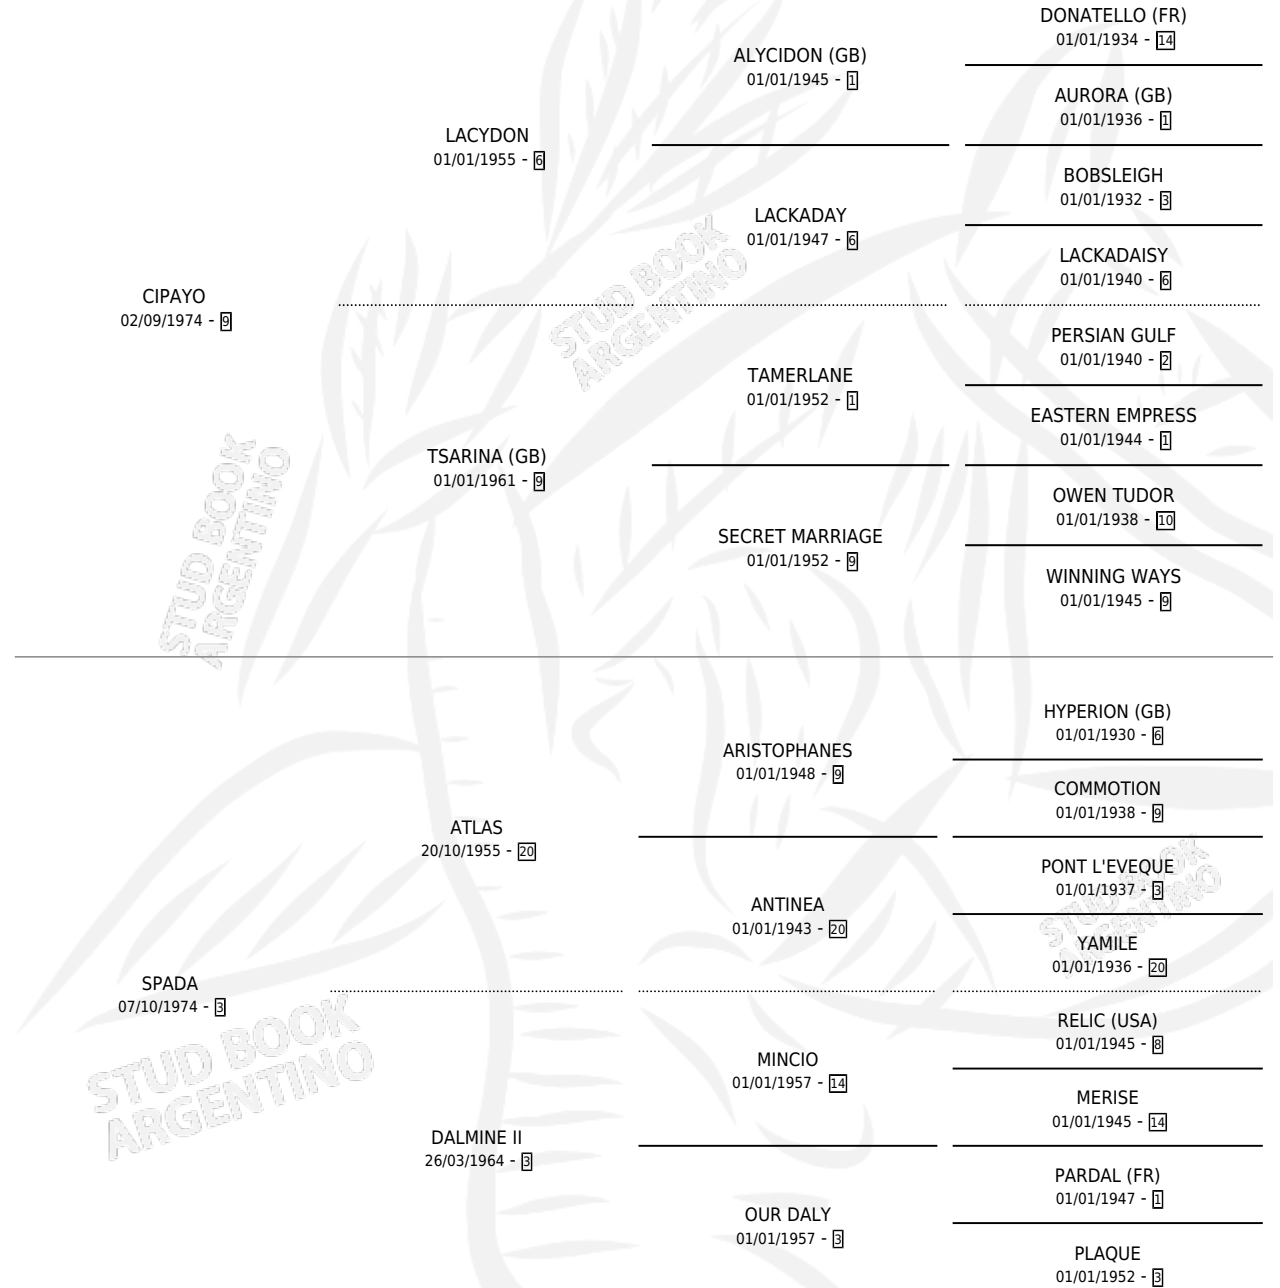 DONATELLO (FR)
01/01/1934 - 14
ALYCIDON (GB)
01/01/1945 - 1
AURORA (GB)
01/01/1936 - 1
LACYDON
01/01/1955 - 6
BOBSLEIGH
01/01/1932 - 3
LACKADAY
01/01/1947 - 6
LACKADAISY
01/01/1940 - 6
CIPAYO
02/09/1974 - 9
PERSIAN GULF
01/01/1940 - 2
TAMERLANE
01/01/1952 - 1
EASTERN EMPRESS
01/01/1944 - 1
TSARINA (GB)
01/01/1961 - 9
OWEN TUDOR
01/01/1938 - 10
SECRET MARRIAGE
01/01/1952 - 9
WINNING WAYS
01/01/1945 - 9
HYPERION (GB)
01/01/1930 - 6
ARISTOPHANES
01/01/1948 - 9
COMMOTION
01/01/1938 - 9
ATLAS
20/10/1955 - 20
PONT L'EVEQUE
01/01/1937 - 3
ANTINEA
01/01/1943 - 20
YAMILE
01/01/1936 - 20
SPADA
07/10/1974 - 3
RELIC (USA)
01/01/1945 - 8
MINCIO
01/01/1957 - 14
MERISE
01/01/1945 - 14
DALMINE II
26/03/1964 - 3
PARDAL (FR)
01/01/1947 - 1
OUR DALY
01/01/1957 - 3
PLAQUE
01/01/1952 - 3
STUD BOOK
ARGENTINO
STUD BOOK
ARGENTINO
STUD BOOK
ARGENTINO
STUD BOOK
ARGENTINO